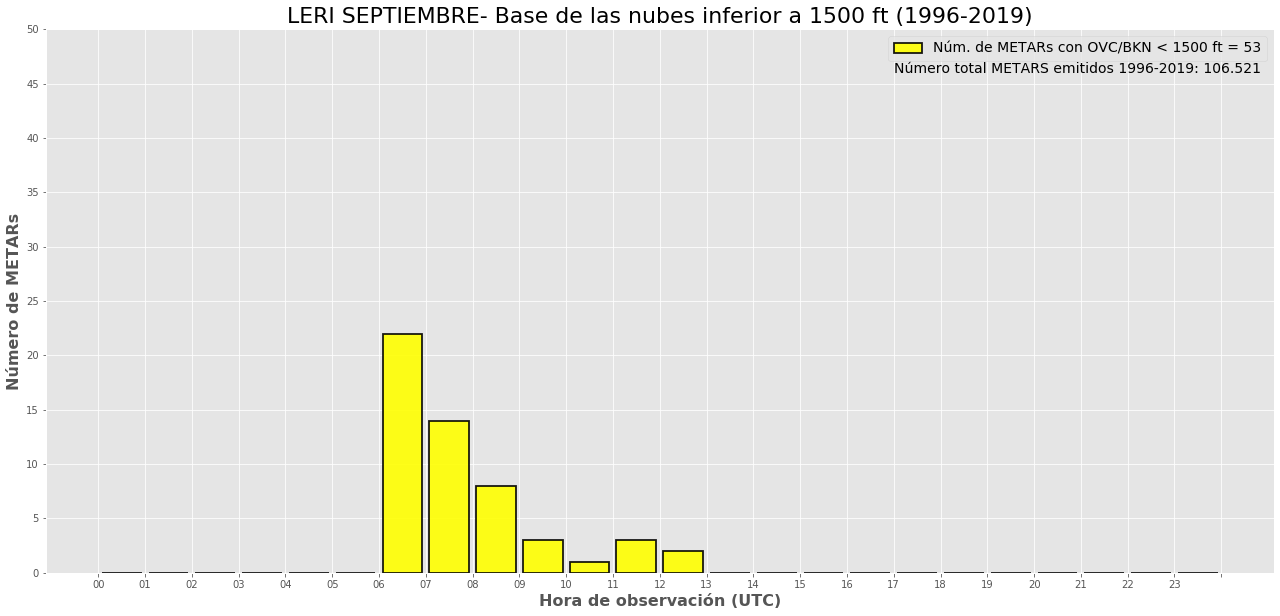 LERI SEPTIEMBRE- Base de las nubes inferior a 1500 ft (1996-2019)
Núm. de METARs con OVC/BKN < 1500 ft = 53
Número total METARS emitidos 1996-2019: 106.521
Número de METARs
50
45
40
35
30
25
20
15
10
5
0
00 01 02 03 04 05 06 07 08 09 10 11 12 13 14 15 16 17 18 19 20 21 22 23
Hora de observación (UTC)